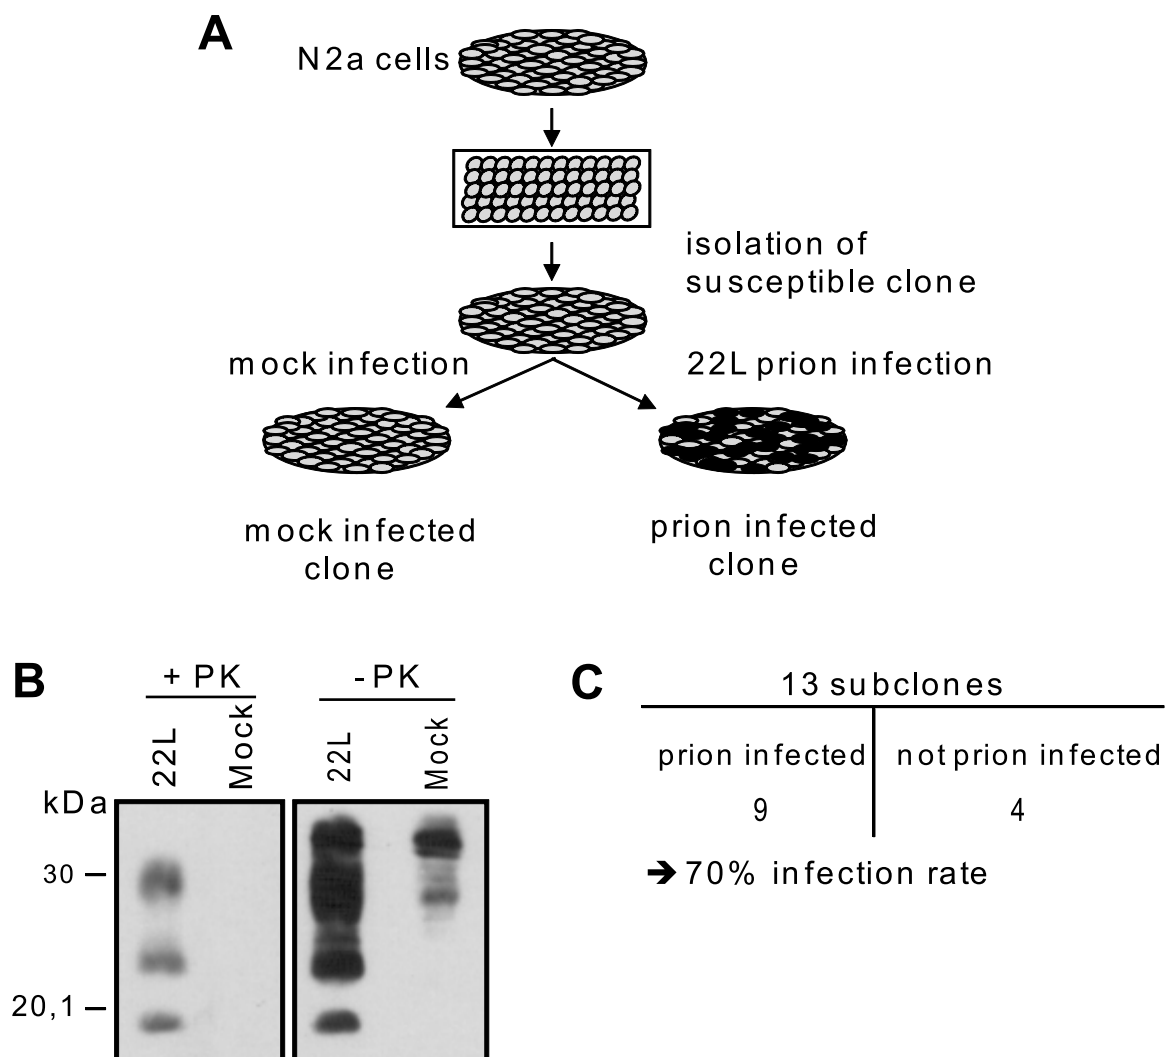 A
N2a cells
isolation of
susceptible clone
mock infection
22L prion infection
mock infected
clone
prion infected
clone
B
+ PK
-PK
22L
Mock
22L
Mock
kDa
30
20,1
C
13 subclones
prion infected
not prion infected
9
4
➔ 70% infection rate